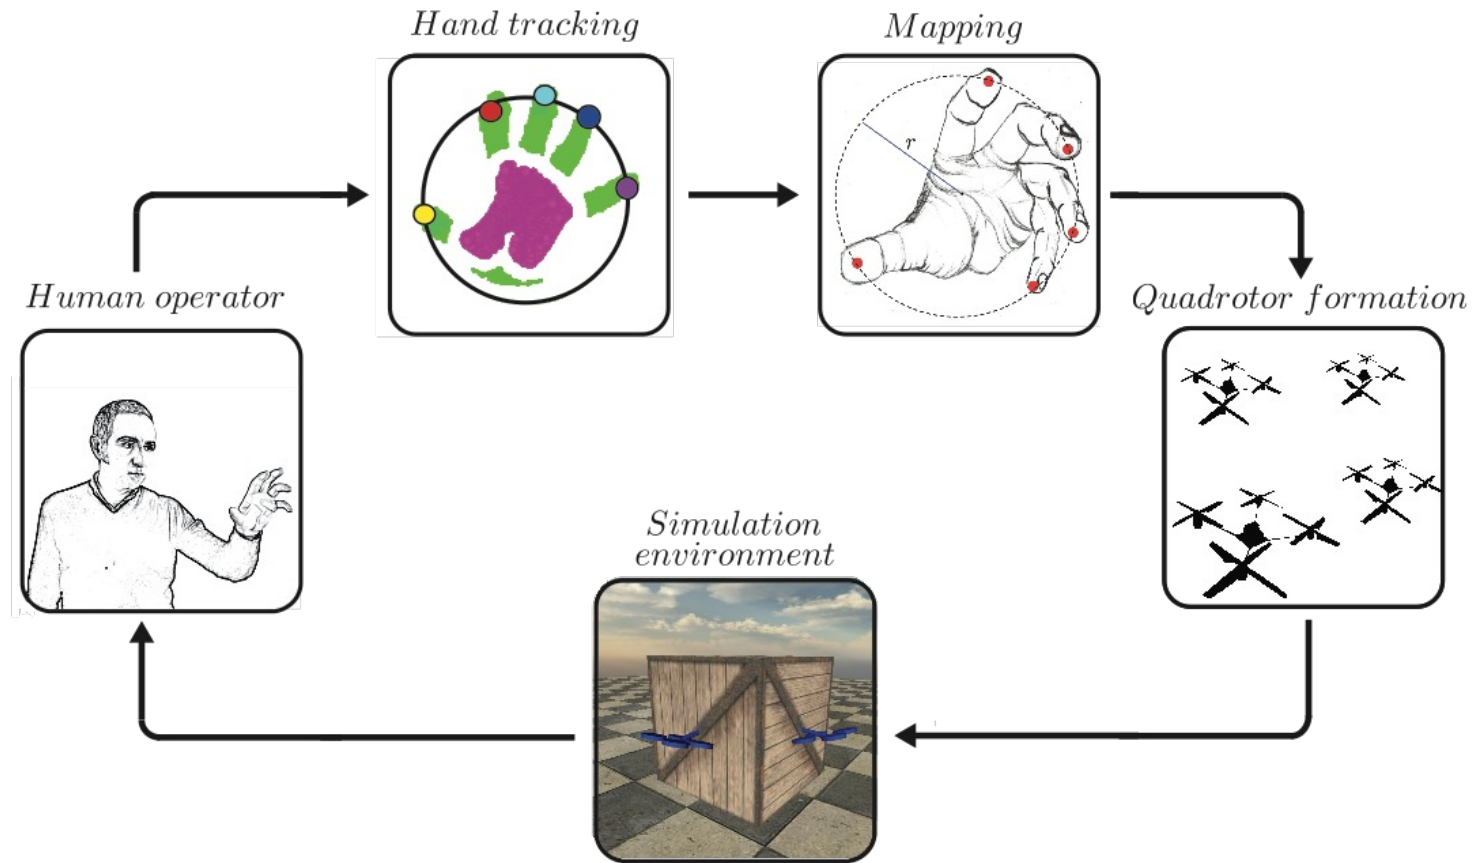 Hand tracking
Mapping
r
Human operator
Quadrotor formation
Simulation
environment